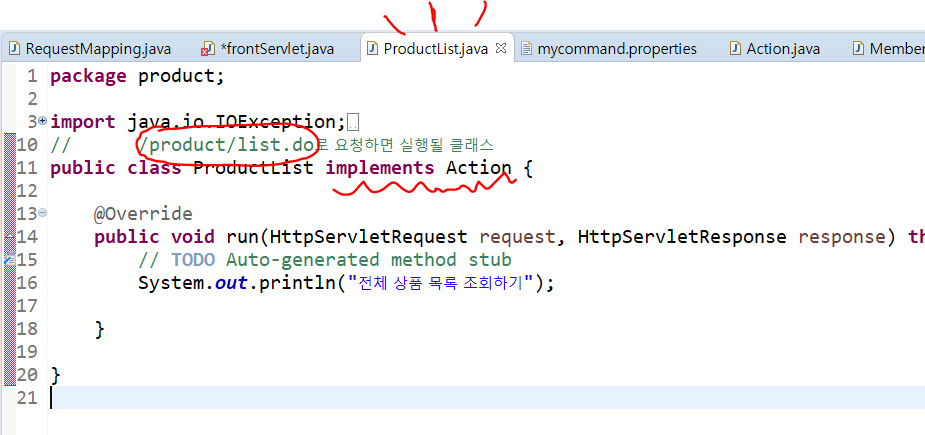 RequestMapping.java *frontServlet.java ProductList.java mycommand.properties Action.java Member
1 package product;
2
3 import java.io.IOException;
10 // /product/list.do로 요청하면 실행될 클래스
11 public class ProductList implements Action {
12
13 @Override
14 public void run(HttpServletRequest request, HttpServletResponse response) th
15 // TODO Auto-generated method stub
16 System.out.println("전체 상품 목록 조회하기");
17
18 }
19
20 }
21